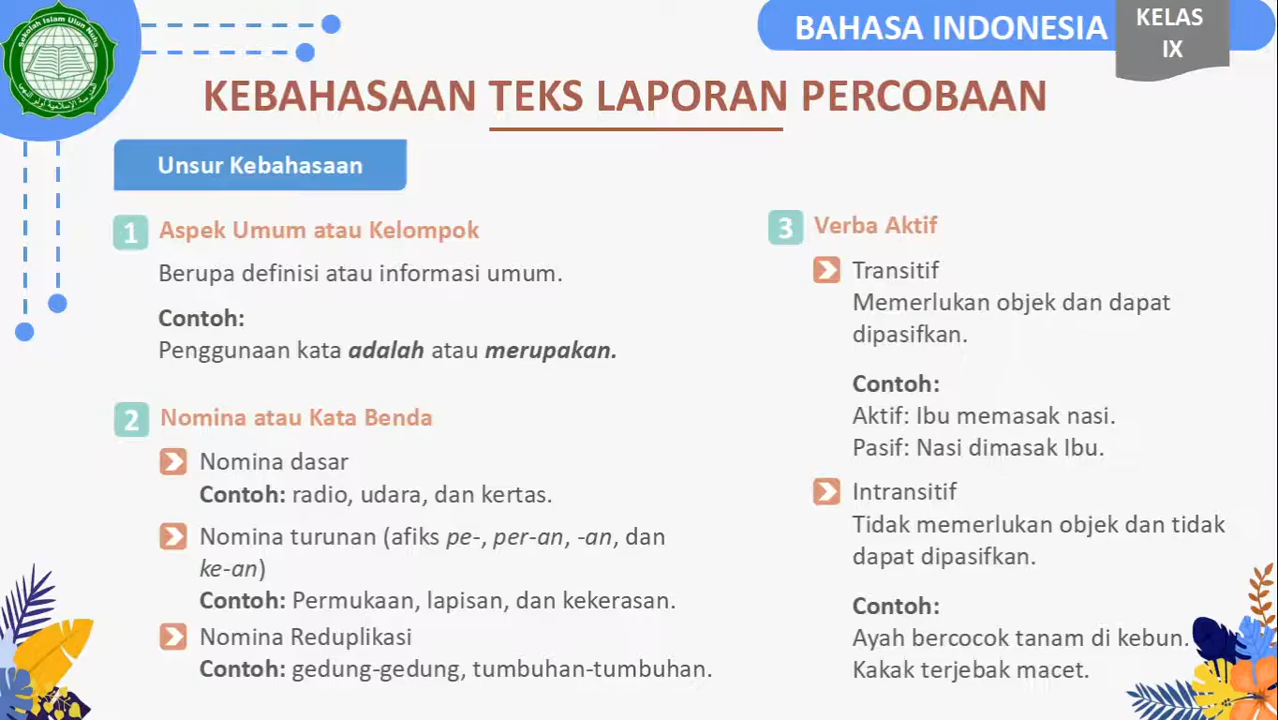 Sekolah Islam Ulun Nuha
BAHASA INDONESIA
KELAS
IX
KEBAHASAAN TEKS LAPORAN PERCOBAAN
Unsur Kebahasaan
1 Aspek Umum atau Kelompok
Berupa definisi atau informasi umum.
Contoh:
Penggunaan kata adalah atau merupakan.
2 Nomina atau Kata Benda
Nomina dasar
Contoh: radio, udara, dan kertas.
Nomina turunan (afiks pe-, per-an, -an, dan
ke-an)
Contoh: Permukaan, lapisan, dan kekerasan.
Nomina Reduplikasi
Contoh: gedung-gedung, tumbuhan-tumbuhan.
3 Verba Aktif
Transitif
Memerlukan objek dan dapat
dipasifkan.
Contoh:
Aktif: Ibu memasak nasi.
Pasif: Nasi dimasak Ibu.
Intransitif
Tidak memerlukan objek dan tidak
dapat dipasifkan.
Contoh:
Ayah bercocok tanam di kebun.
Kakak terjebak macet.